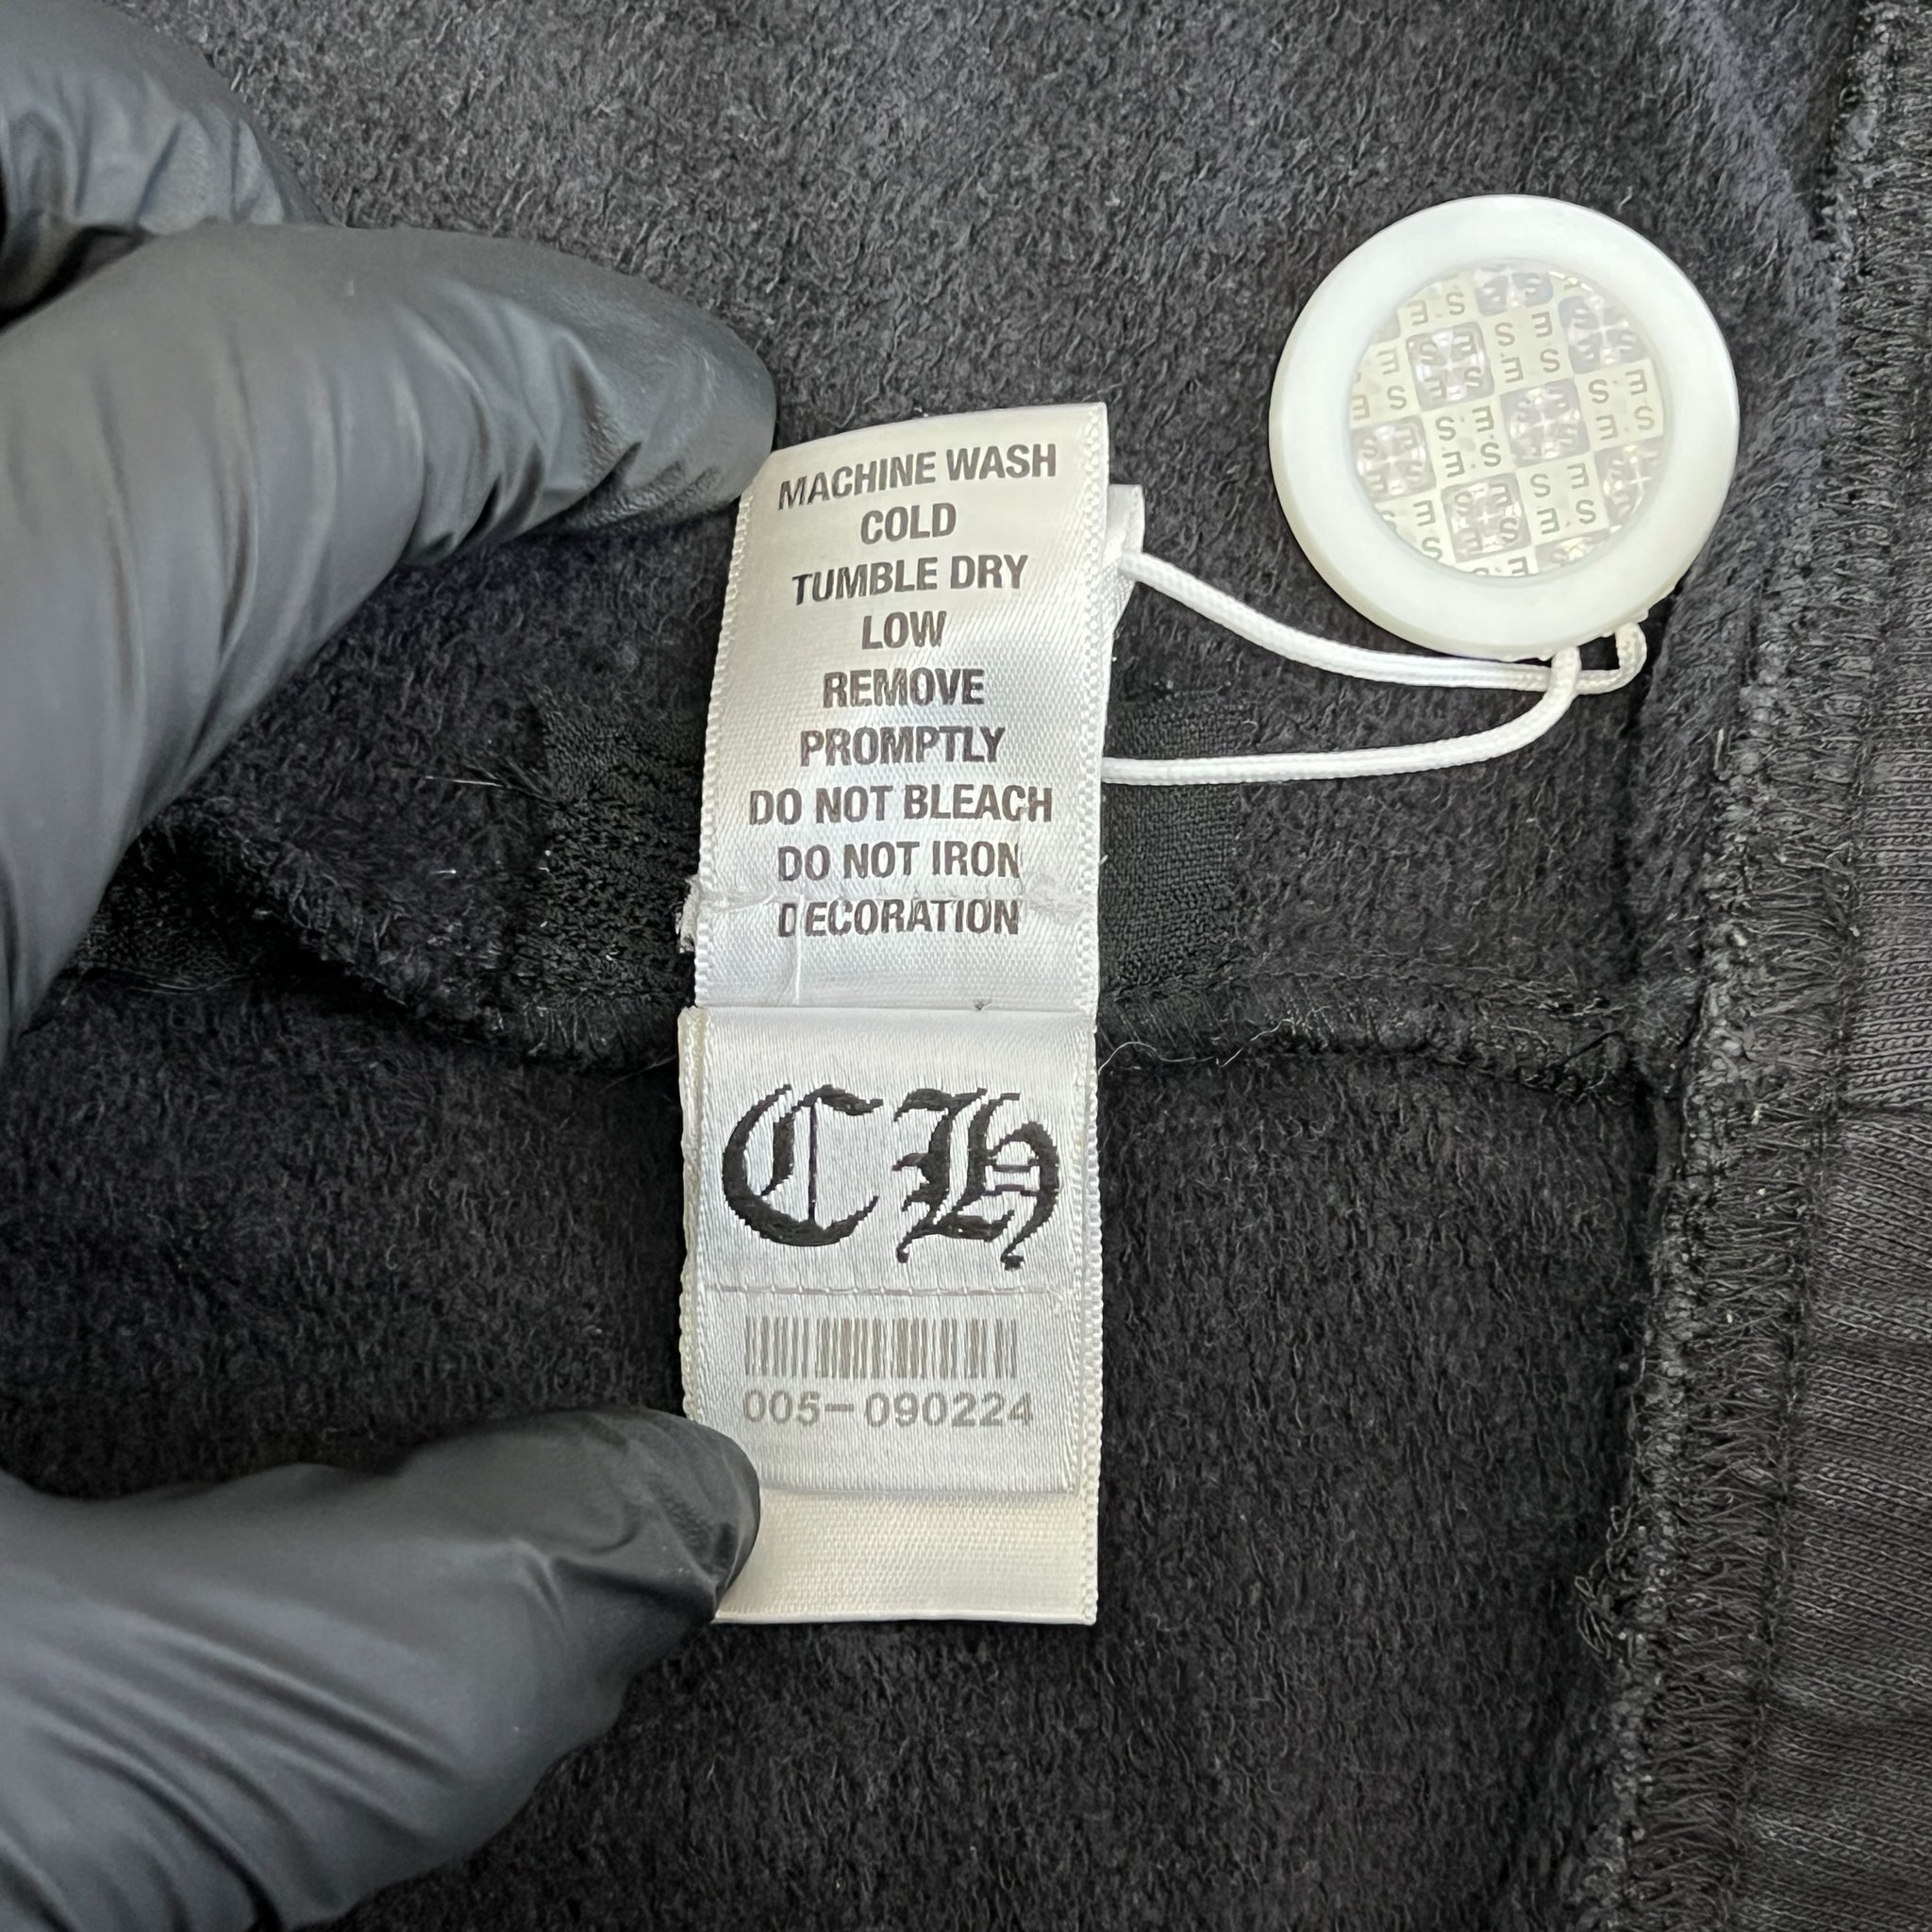 MACHINE WASH
COLD
TUMBLE DRY
LOW
REMOVE
PROMPTLY
DO NOT BLEACH
DO NOT IRON
DECORATION
CH
005-090224